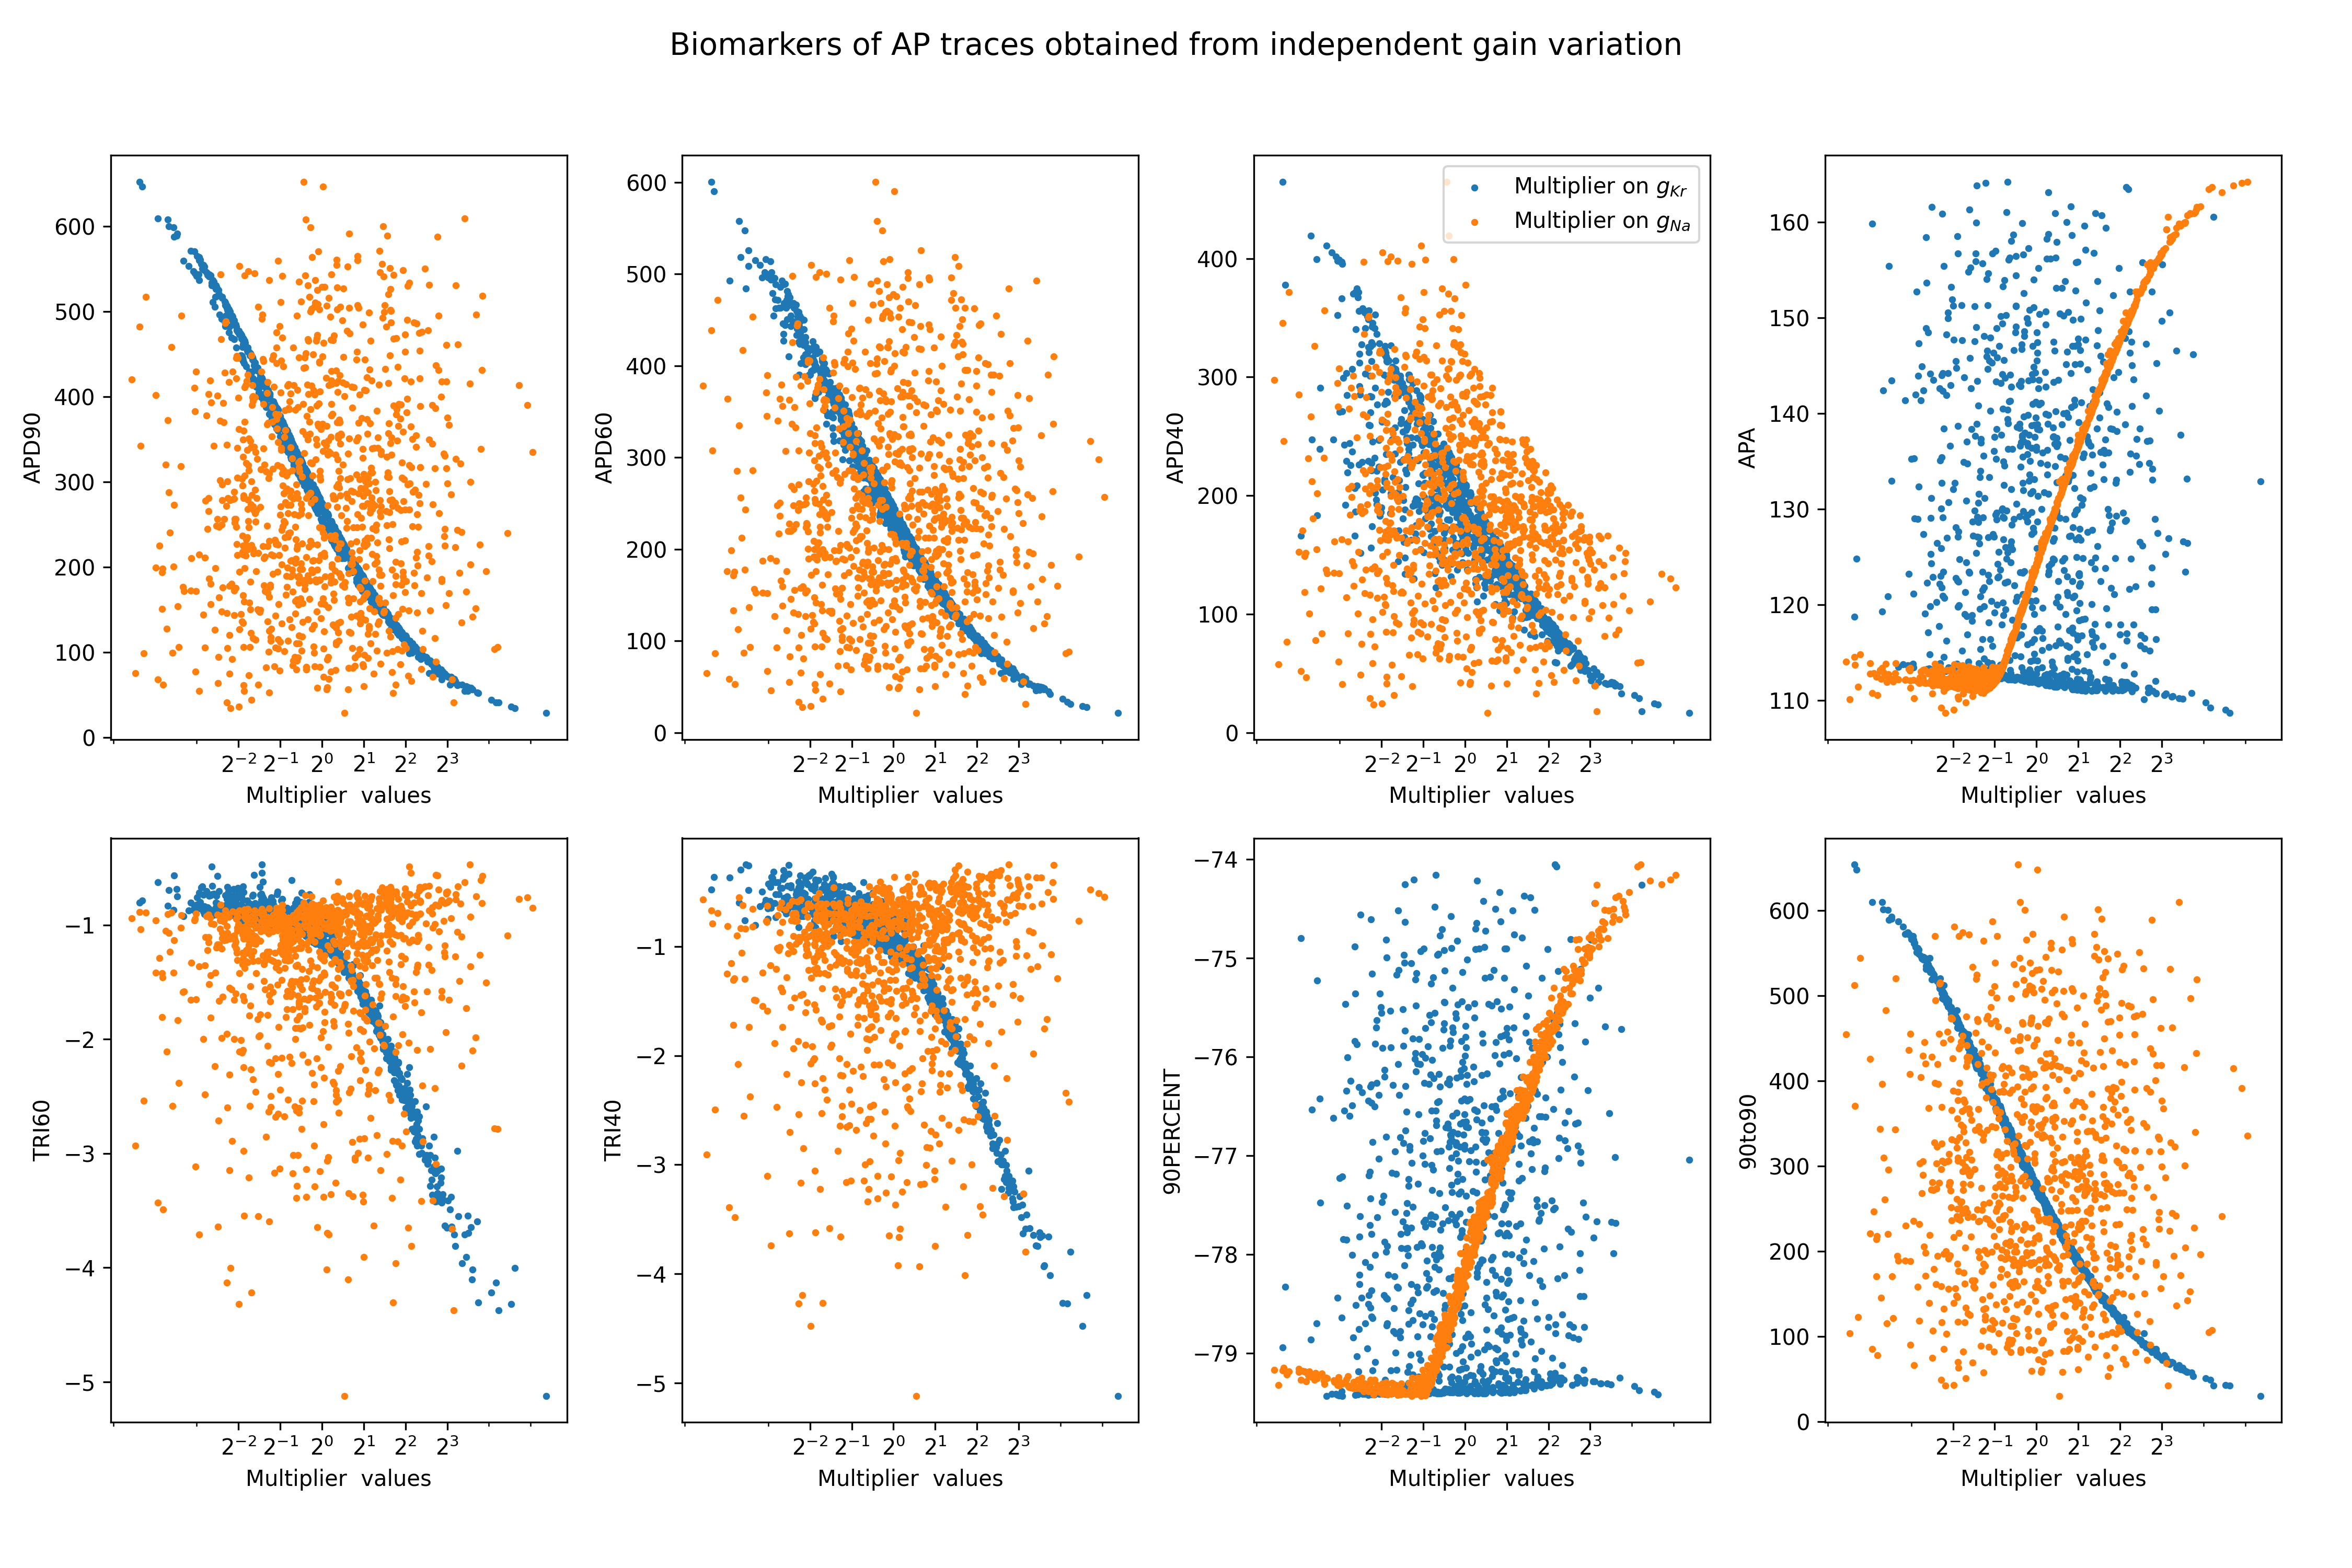 Biomarkers of AP traces obtained from independent gain variation
APD90
600
500
400
300
200
100
0
2⁻² 2⁻¹ 2⁰ 2¹ 2² 2³
Multiplier values
APD60
600
500
400
300
200
100
0
2⁻² 2⁻¹ 2⁰ 2¹ 2² 2³
Multiplier values
APD40
400
300
200
100
0
Multiplier on g_Kr
Multiplier on g_Na
2⁻² 2⁻¹ 2⁰ 2¹ 2² 2³
Multiplier values
APA
160
150
140
130
120
110
2⁻² 2⁻¹ 2⁰ 2¹ 2² 2³
Multiplier values
TRI60
−1
−2
−3
−4
−5
2⁻² 2⁻¹ 2⁰ 2¹ 2² 2³
Multiplier values
TRI40
−1
−2
−3
−4
−5
2⁻² 2⁻¹ 2⁰ 2¹ 2² 2³
Multiplier values
90PERCENT
−74
−75
−76
−77
−78
−79
2⁻² 2⁻¹ 2⁰ 2¹ 2² 2³
Multiplier values
90to90
600
500
400
300
200
100
0
2⁻² 2⁻¹ 2⁰ 2¹ 2² 2³
Multiplier values